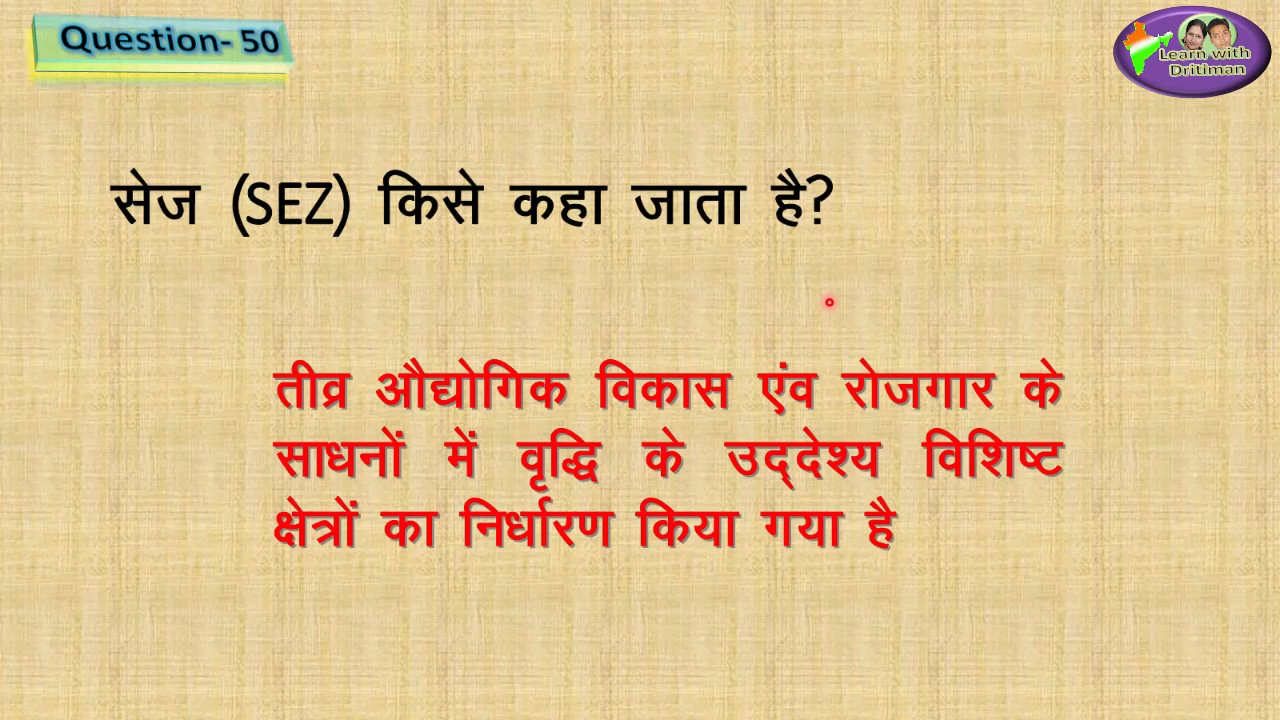 Question- 50
Learn with
Dritiman
सेज (SEZ) किसे कहा जाता है?
तीव्र औद्योगिक विकास एंव रोजगार के
साधनों में वृद्धि के उद्देश्य विशिष्ट
क्षेत्रों का निर्धारण किया गया है